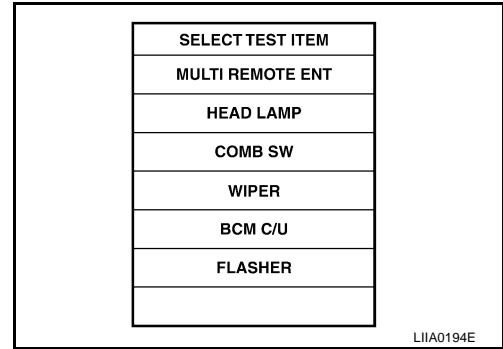 SELECT TEST ITEM
MULTI REMOTE ENT
HEAD LAMP
COMB SW
WIPER
BCM C/U
FLASHER
LIIA0194E